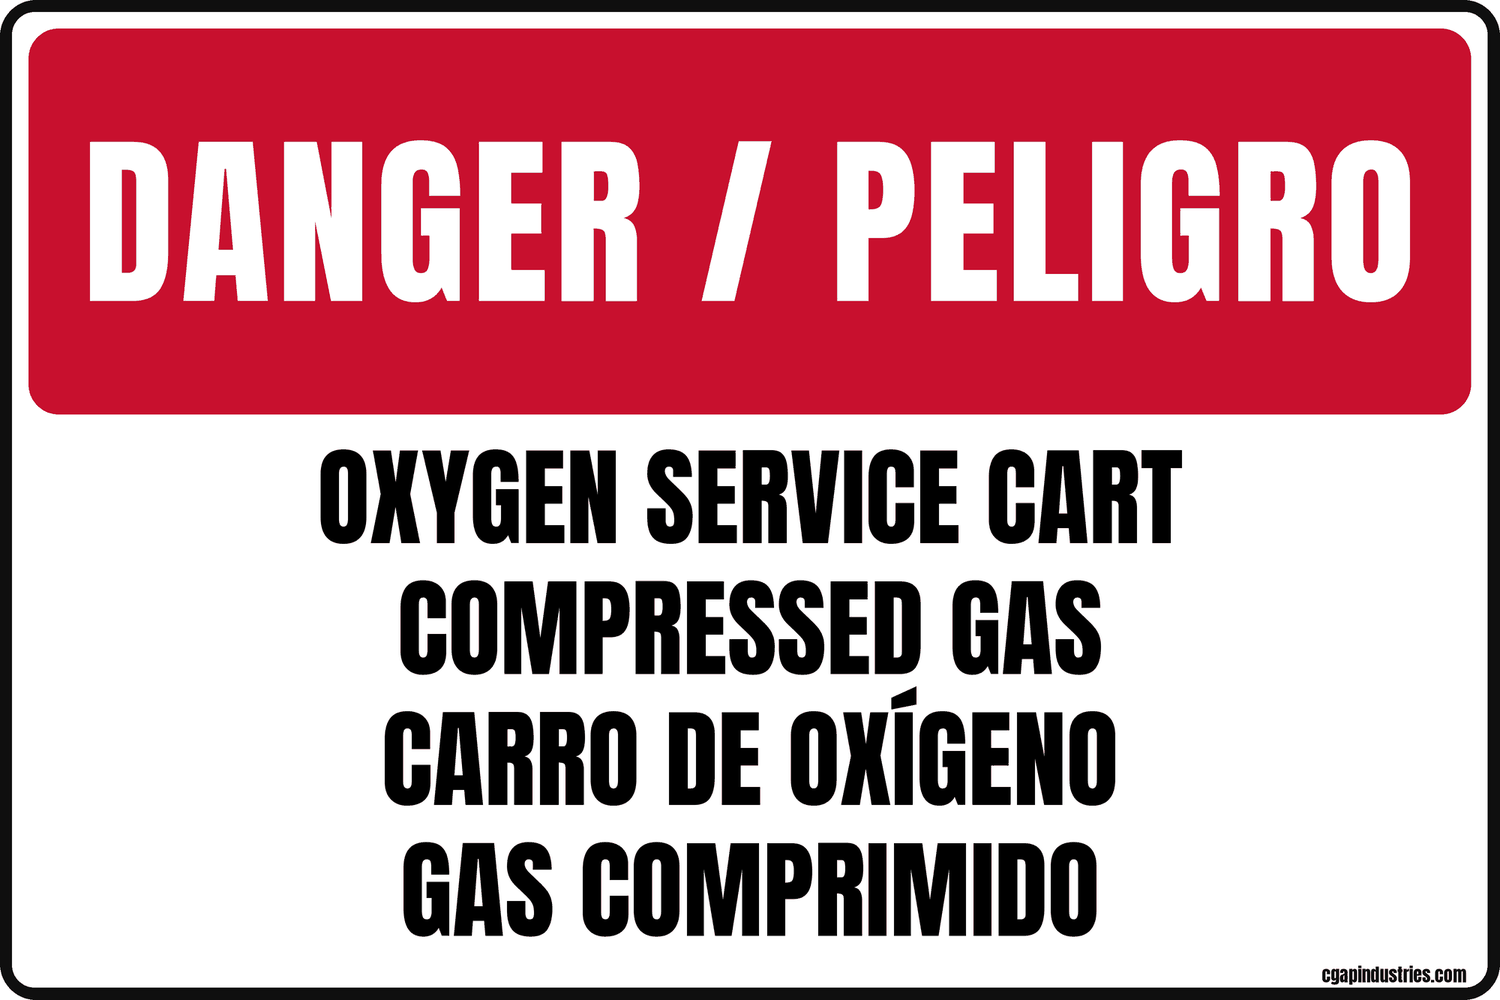 DANGER / PELIGRO
OXYGEN SERVICE CART
COMPRESSED GAS
CARRO DE OXÍGENO
GAS COMPRIMIDO
cgapindustries.com